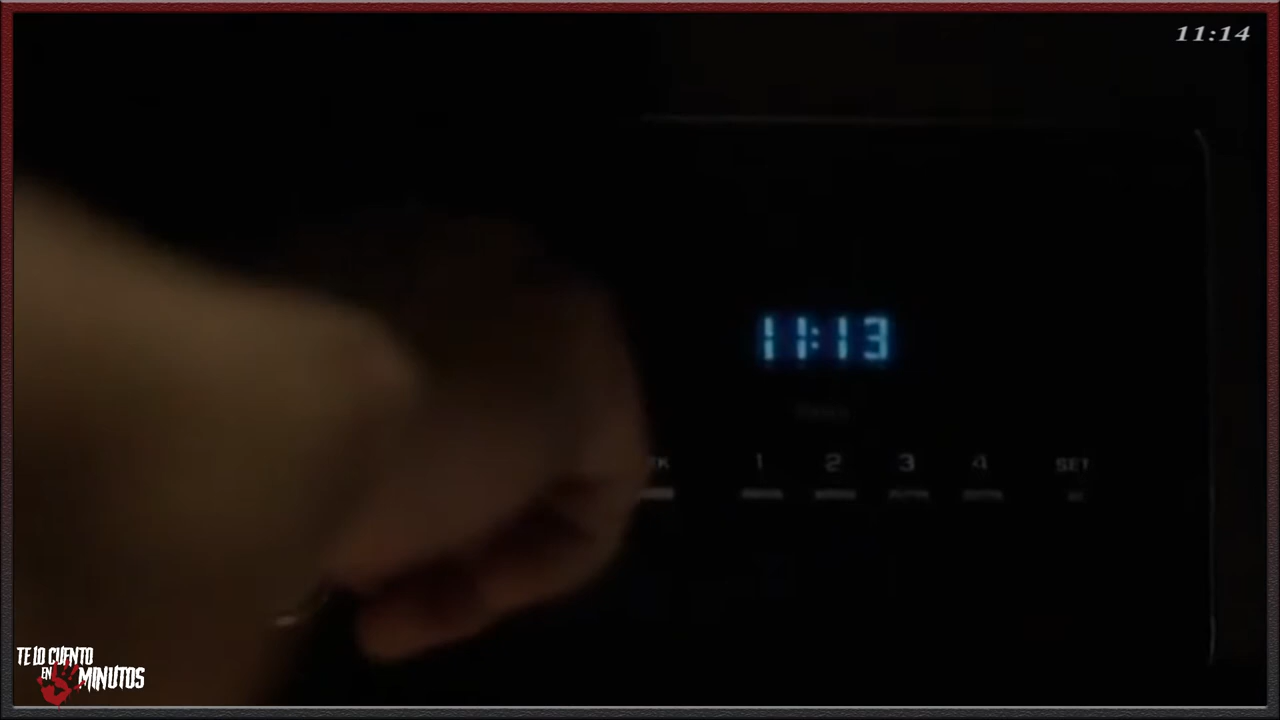 11:14
11:13
1 2 3 4 SET
TE LO CUENTO
EN MINUTOS